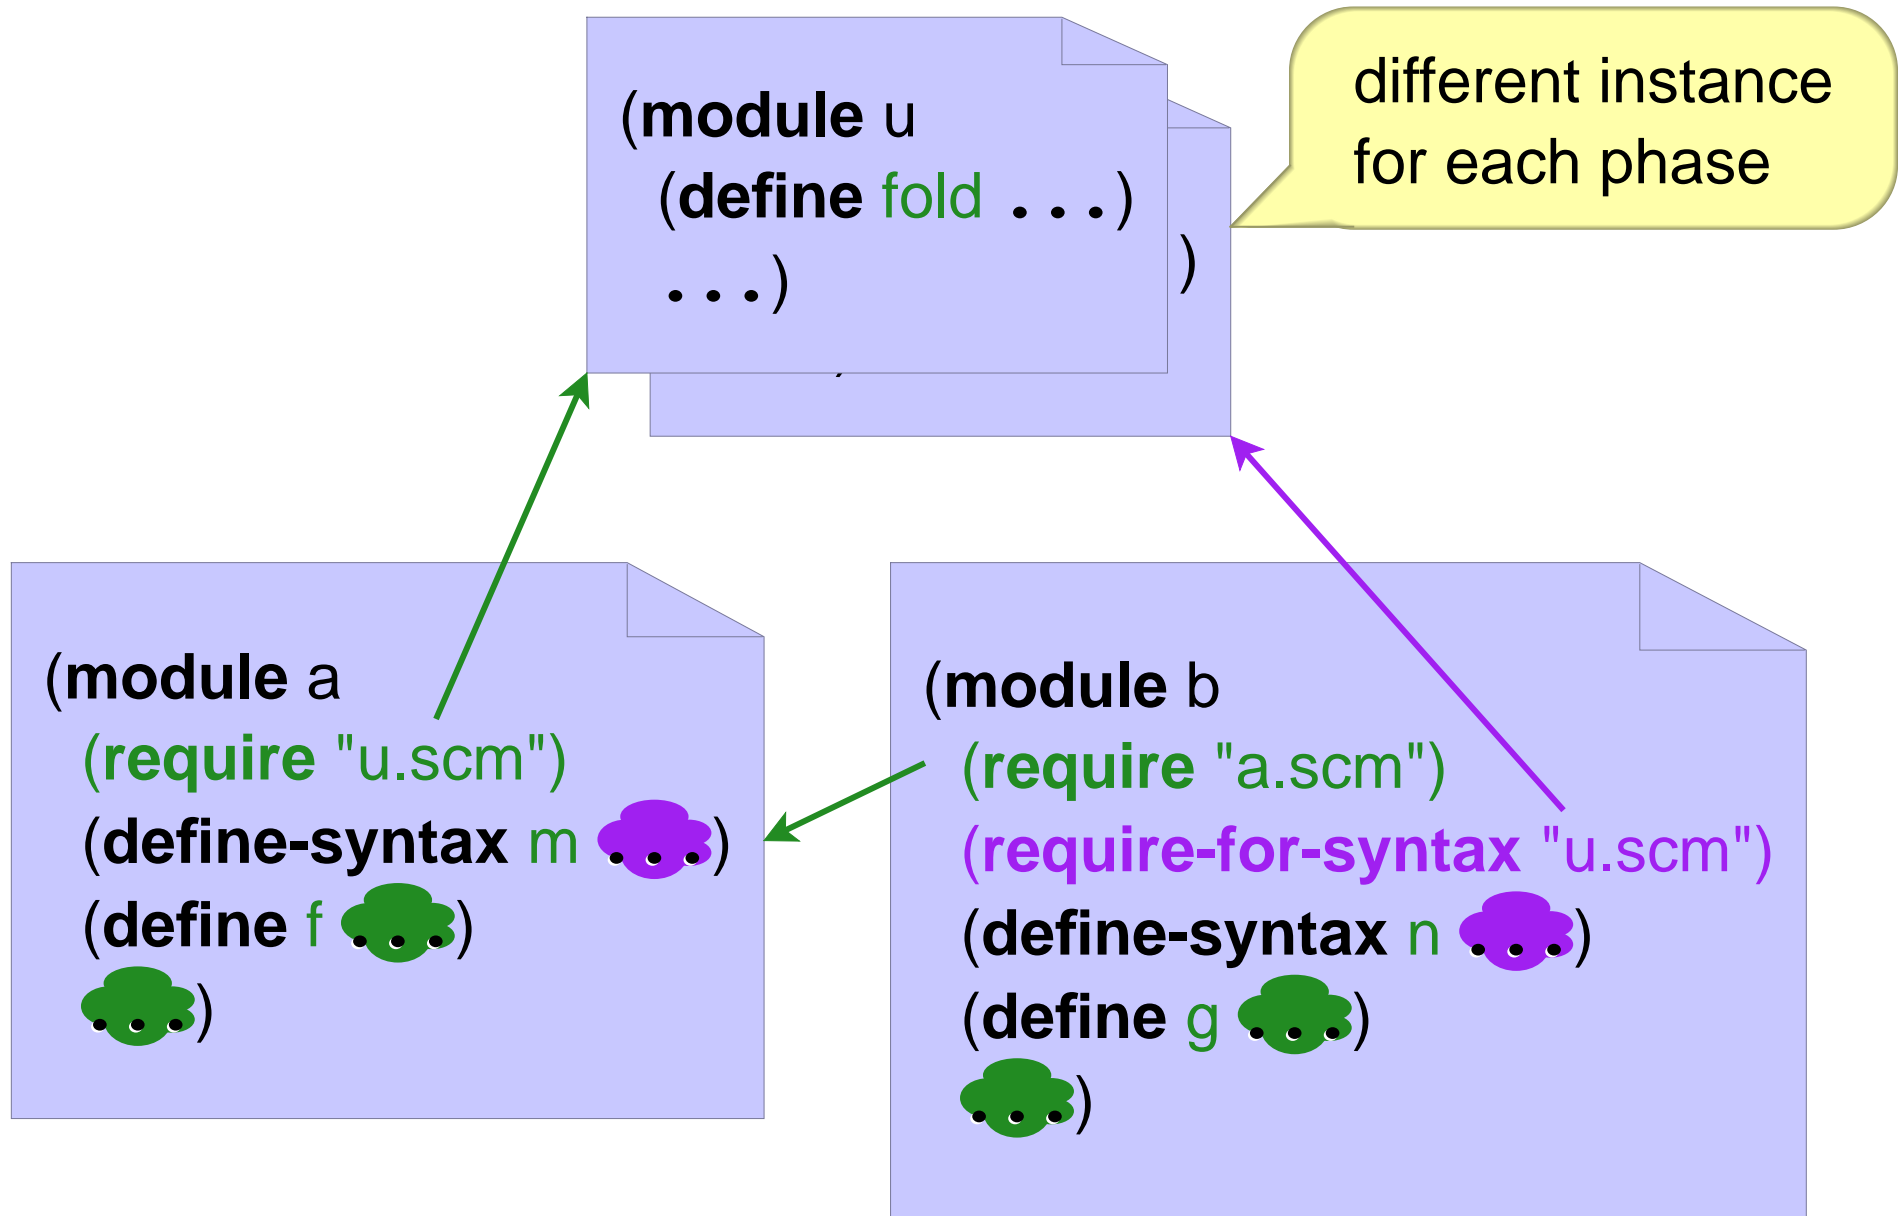 (module u
(define fold ...)
...)
)
different instance
for each phase
(module a
(require "u.scm")
(define-syntax m ...)
(define f ...)
...)
(module b
(require "a.scm")
(require-for-syntax "u.scm")
(define-syntax n ...)
(define g ...)
...)